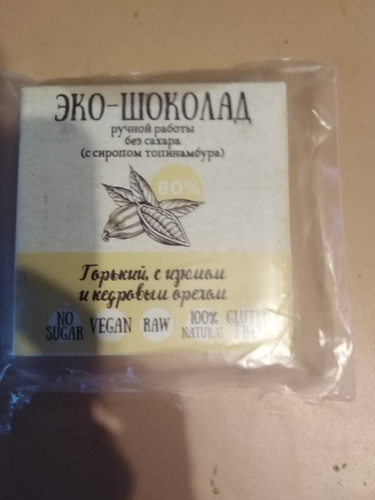 ЭКО-ШОКОЛАД
ручной работы
без сахара
(с сиропом топинамбура)
80%
Горький, с изюмом
и кедровым орехом
NO SUGAR VEGAN RAW 100% NATURAL GLUTEN FREE